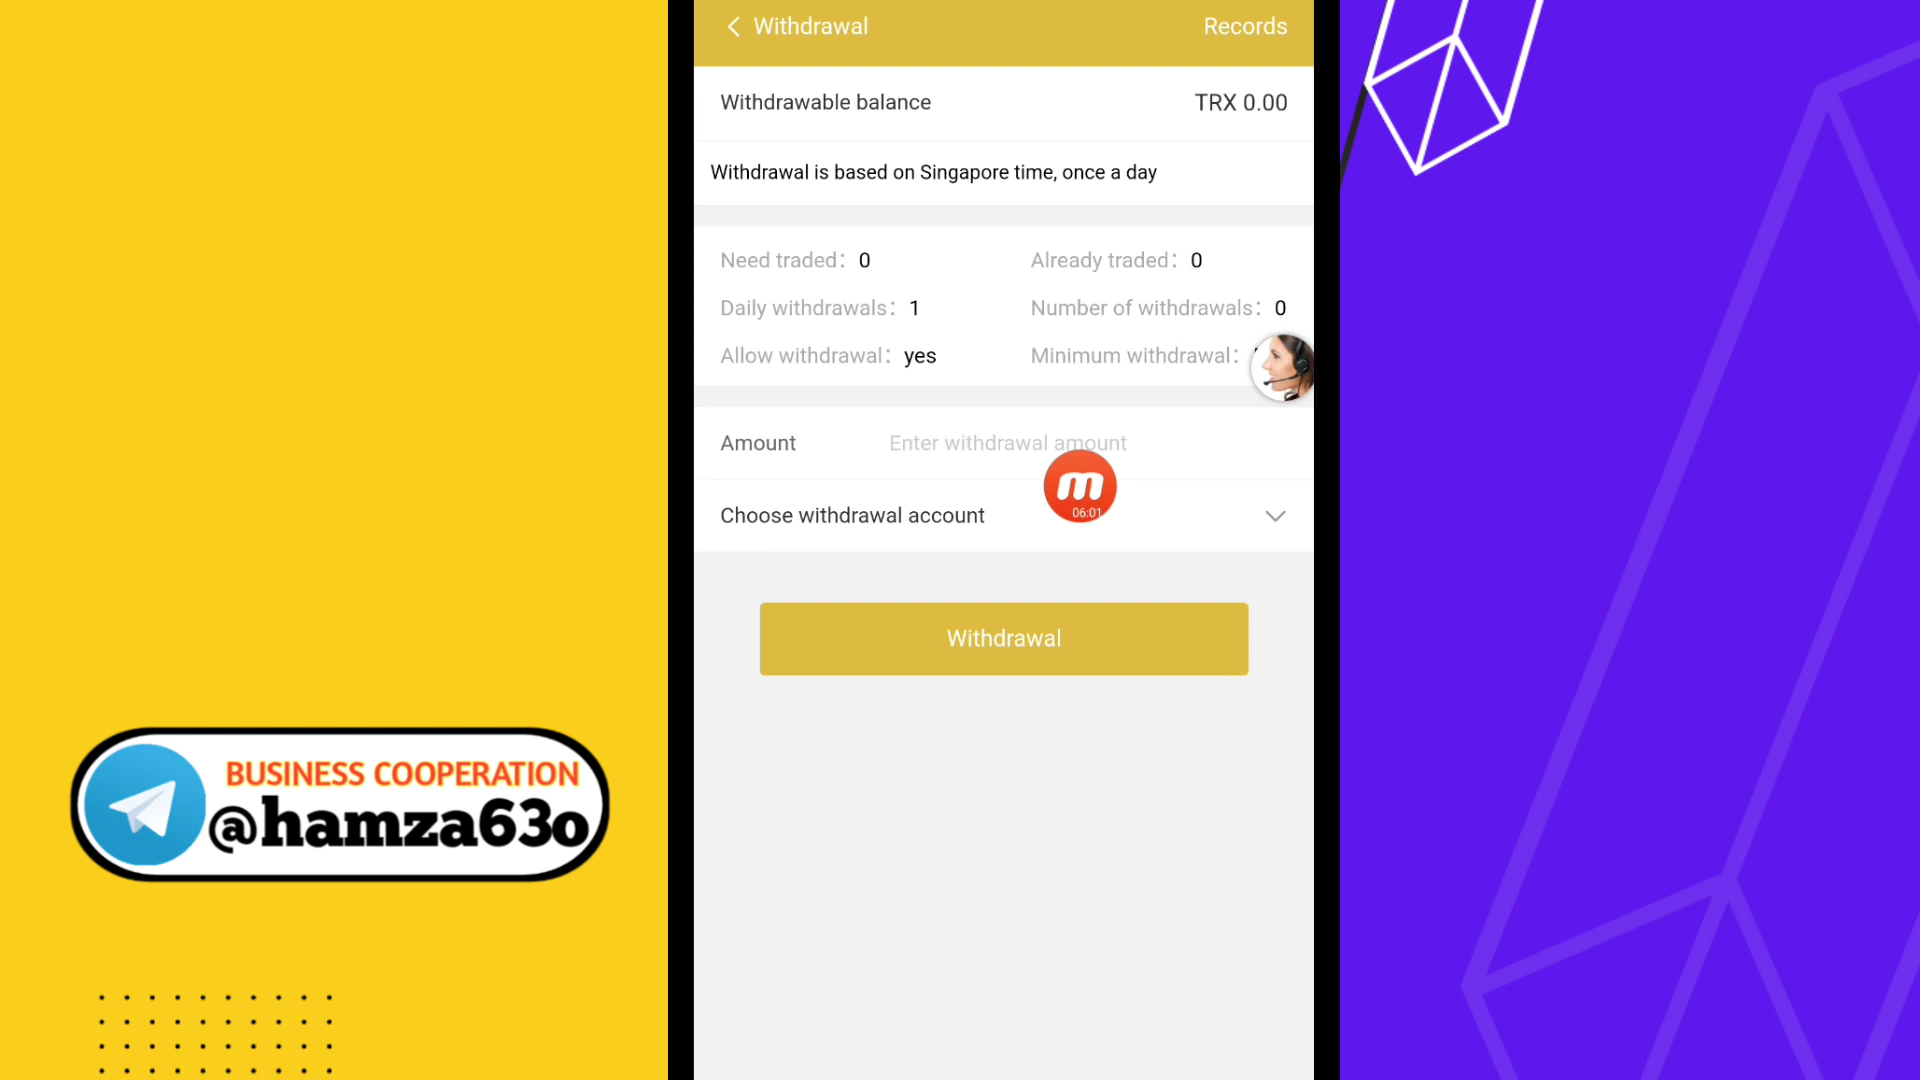 Withdrawal
Records
Withdrawable balance
TRX 0.00
Withdrawal is based on Singapore time, once a day
Need traded: 0
Already traded: 0
Daily withdrawals: 1
Number of withdrawals: 0
Allow withdrawal: yes
Minimum withdrawal:
Amount
Enter withdrawal amount
m
06:01
Choose withdrawal account
Withdrawal
BUSINESS COOPERATION
@hamza63o